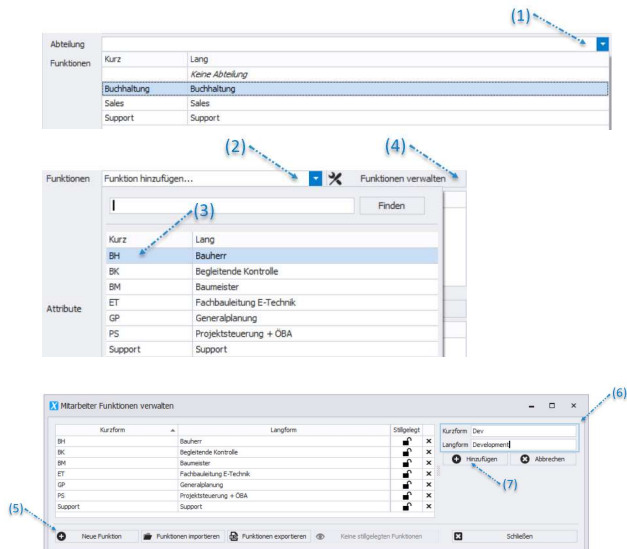 (1)
Abteilung
Funktionen
Kurz Lang
Keine Abteilung
Buchhaltung Buchhaltung
Sales Sales
Support Support
(2) (4)
Funktionen Funktion hinzufügen... Funktionen verwalten
Finden
(3)
Kurz Lang
BH Bauherr
BK Begleitende Kontrolle
BM Baumeister
Attribute
ET Fachbauleitung E-Technik
GP Generalplanung
PS Projektsteuerung + ÖBA
Support Support
(6)
X Mitarbeiter Funktionen verwalten
Kurzform Langform Stillgelegt
Kurzform Dev
Langform Development
BH Bauherr
BK Begleitende Kontrolle
BM Baumeister
ET Fachbauleitung E-Technik
GP Generalplanung
PS Projektsteuerung + ÖBA
Support Support
Hinzufügen Abbrechen
(7)
(5)
Neue Funktion Funktionen importieren Funktionen exportieren Keine stillgelegten Funktionen Schließen